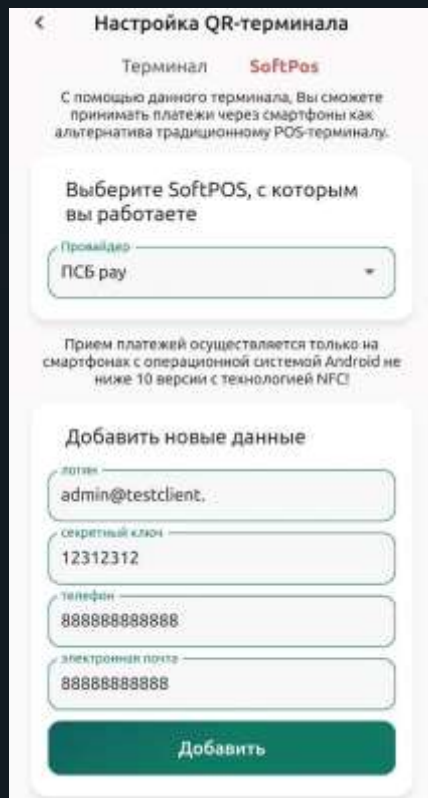 Настройка QR-терминала
Терминал SoftPos
С помощью данного терминала, Вы сможете
принимать платежи через смартфоны как
альтернатива традиционному POS-терминалу.
Выберите SoftPOS, с которым
вы работаете
Провайдер
ПСБ pay
Прием платежей осуществляется только на
смартфонах с операционной системой Android не
ниже 10 версии с технологией NFC!
Добавить новые данные
логин
admin@testclient.
секретный ключ
12312312
телефон
888888888888
электронная почта
88888888888
Добавить